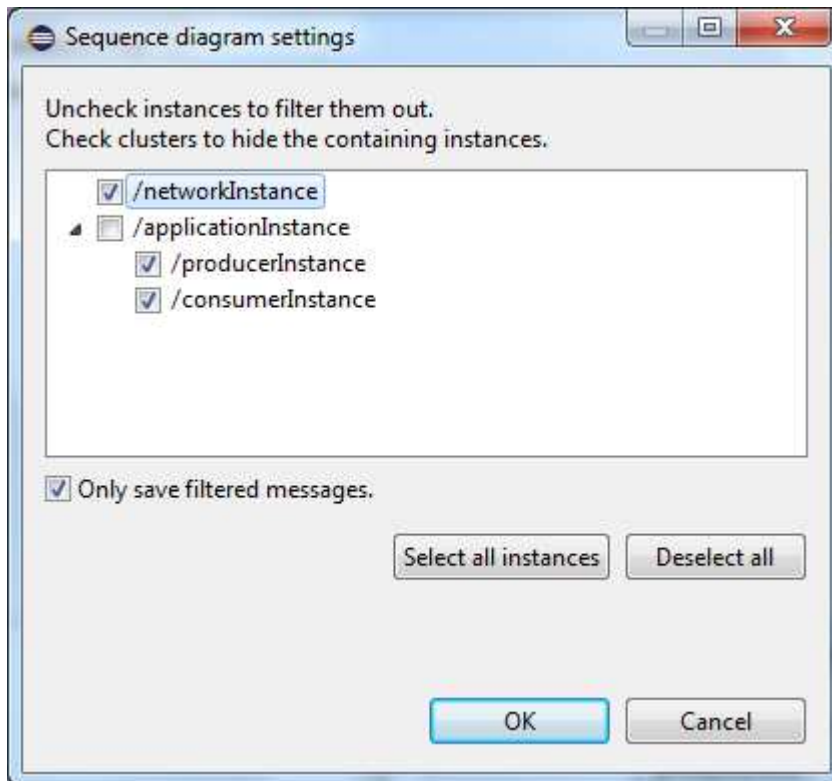 Sequence diagram settings
Uncheck instances to filter them out.
Check clusters to hide the containing instances.
/networkInstance
/applicationInstance
/producerInstance
/consumerInstance
Only save filtered messages.
Select all instances Deselect all
OK Cancel